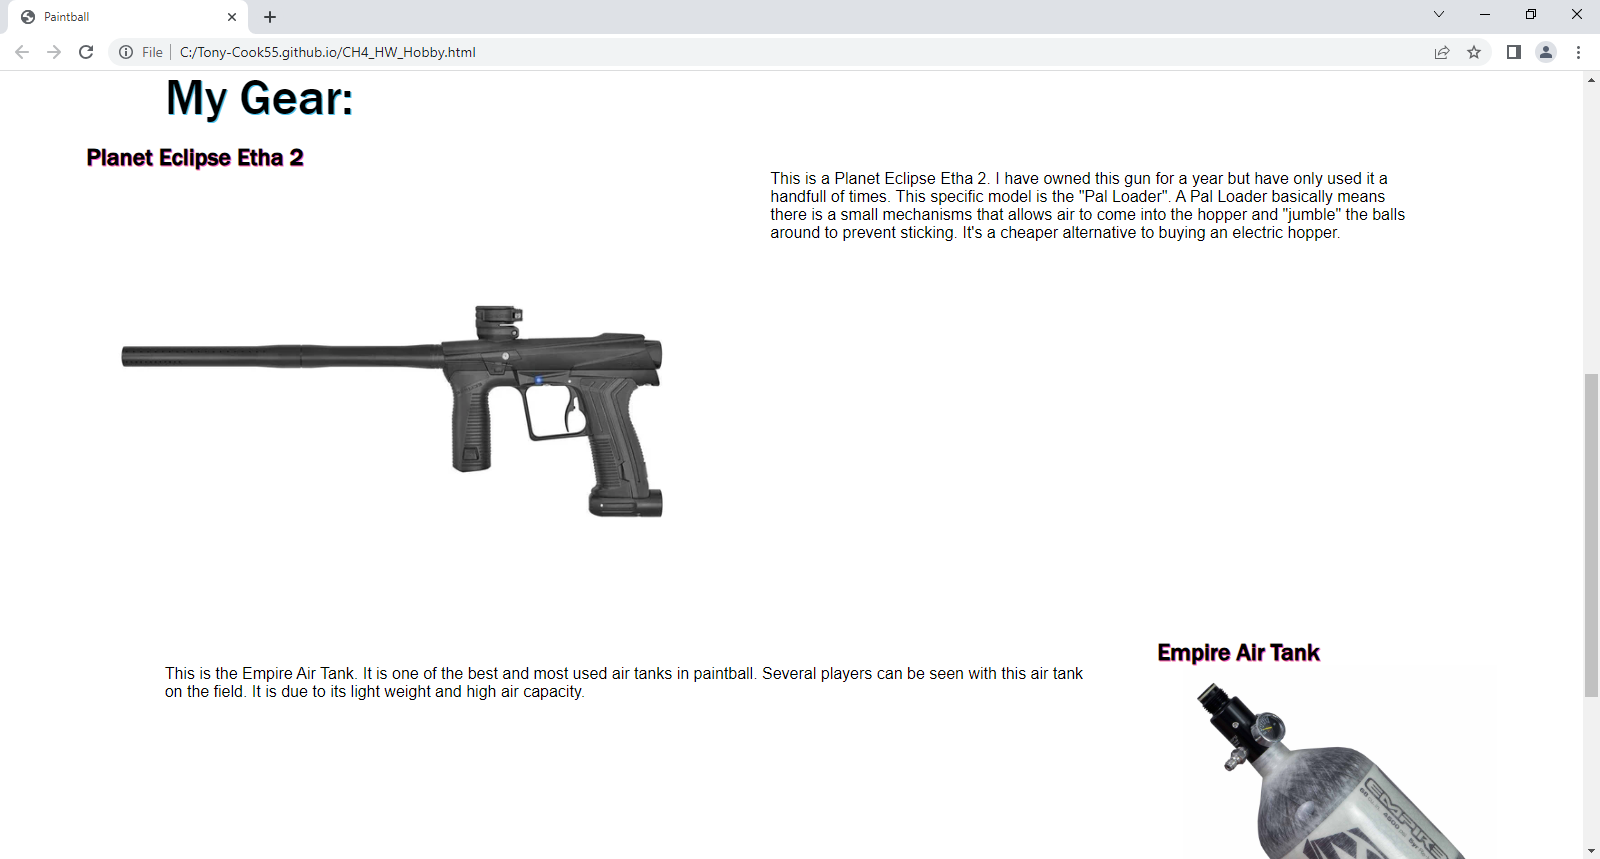 Paintball
File
C:/Tony-Cook55.github.io/CH4_HW_Hobby.html
My Gear:
Planet Eclipse Etha 2
This is a Planet Eclipse Etha 2. I have owned this gun for a year but have only used it a
handfull of times. This specific model is the "Pal Loader". A Pal Loader basically means
there is a small mechanisms that allows air to come into the hopper and "jumble" the balls
around to prevent sticking. It's a cheaper alternative to buying an electric hopper.
Empire Air Tank
This is the Empire Air Tank. It is one of the best and most used air tanks in paintball. Several players can be seen with this air tank
on the field. It is due to its light weight and high air capacity.
EMPIRE
68
4500